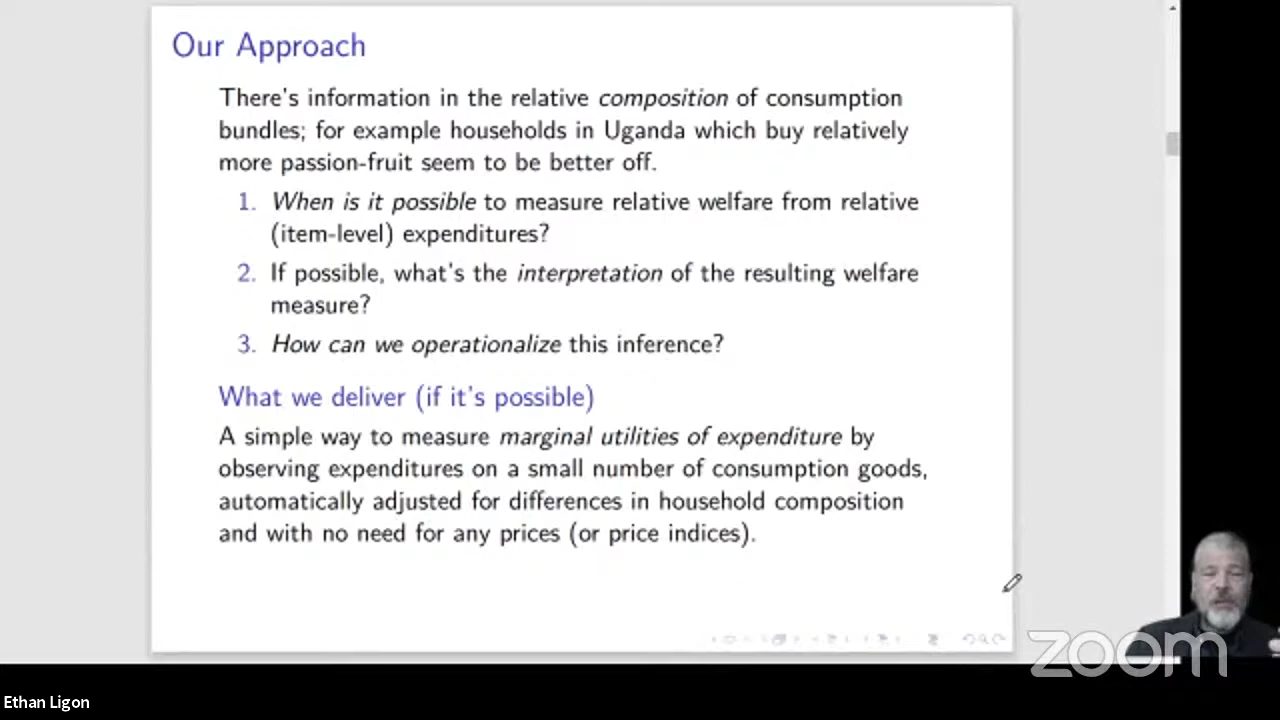 Our Approach
There's information in the relative composition of consumption
bundles; for example households in Uganda which buy relatively
more passion-fruit seem to be better off.
1. When is it possible to measure relative welfare from relative
(item-level) expenditures?
2. If possible, what's the interpretation of the resulting welfare
measure?
3. How can we operationalize this inference?
What we deliver (if it's possible)
A simple way to measure marginal utilities of expenditure by
observing expenditures on a small number of consumption goods,
automatically adjusted for differences in household composition
and with no need for any prices (or price indices).
zoom
Ethan Ligon